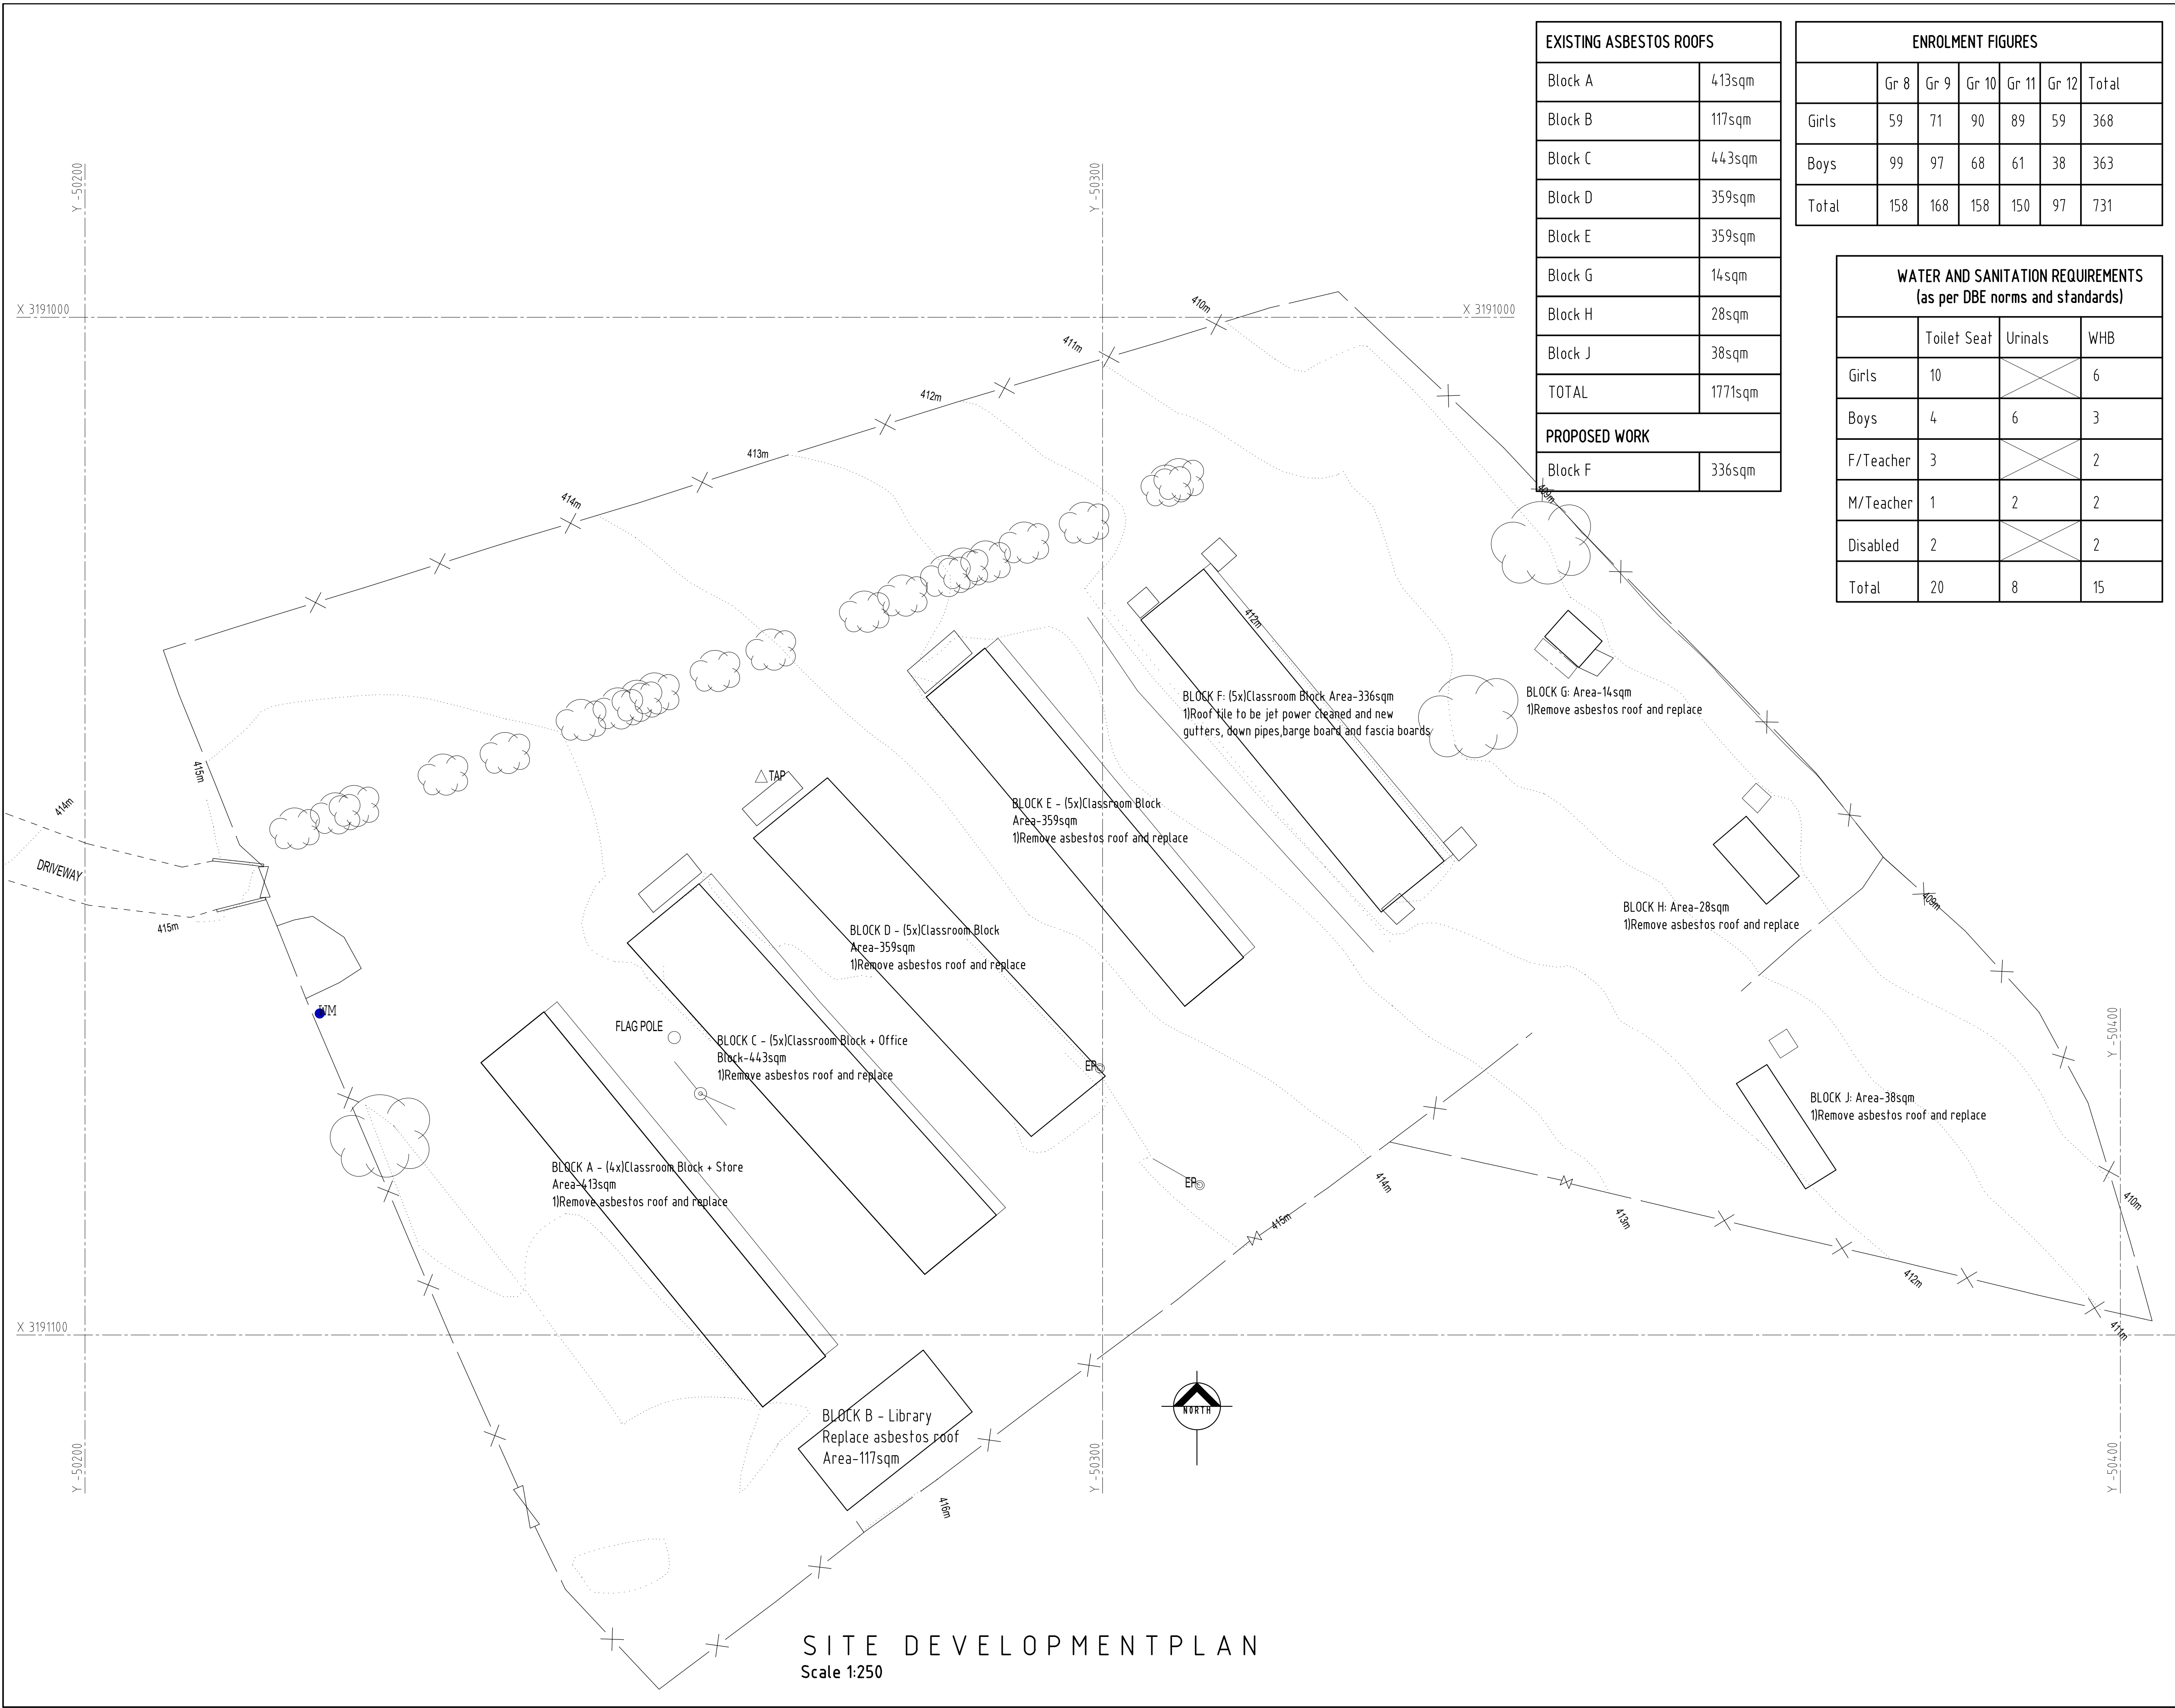 EXISTING ASBESTOS ROOFS
Block A 413sqm
Block B 117sqm
Block C 443sqm
Block D 359sqm
Block E 359sqm
Block G 14sqm
Block H 28sqm
Block J 38sqm
TOTAL 1771sqm
PROPOSED WORK
Block F 336sqm
ENROLMENT FIGURES
Gr 8 Gr 9 Gr 10 Gr 11 Gr 12 Total
Girls 59 71 90 89 59 368
Boys 99 97 68 61 38 363
Total 158 168 158 150 97 731
WATER AND SANITATION REQUIREMENTS
(as per DBE norms and standards)
Toilet Seat Urinals WHB
Girls 10 6
Boys 4 6 3
F/Teacher 3 2
M/Teacher 1 2 2
Disabled 2 2
Total 20 8 15
Y -50200
Y -50300
X 3191000
X 3191000
410m
411m
412m
413m
414m
409m
412m
BLOCK F: (5x)Classroom Block Area-336sqm
1)Roof tile to be jet power cleaned and new
gutters, down pipes,barge board and fascia boards
BLOCK G: Area-14sqm
1)Remove asbestos roof and replace
415m
414m
DRIVEWAY
415m
TAP
BLOCK E - (5x)Classroom Block
Area-359sqm
1)Remove asbestos roof and replace
BLOCK H: Area-28sqm
1)Remove asbestos roof and replace
409m
BLOCK D - (5x)Classroom Block
Area-359sqm
1)Remove asbestos roof and replace
WM
FLAG POLE
BLOCK C - (5x)Classroom Block + Office
Block-443sqm
1)Remove asbestos roof and replace
EP
Y -50400
BLOCK J: Area-38sqm
1)Remove asbestos roof and replace
BLOCK A - (4x)Classroom Block + Store
Area-413sqm
1)Remove asbestos roof and replace
EP
414m
415m
413m
410m
412m
411m
X 3191100
NORTH
BLOCK B - Library
Replace asbestos roof
Area-117sqm
Y -50200
Y -50300
Y -50400
416m
SITE DEVELOPMENTPLAN
Scale 1:250